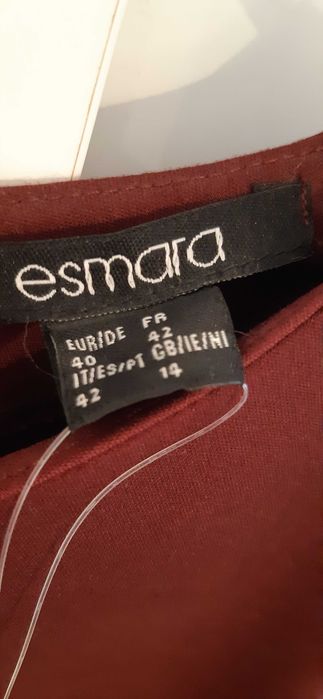 esmara
EUR/DE FR
40 42
IT/ES/PT GB/IE/NI
42 14